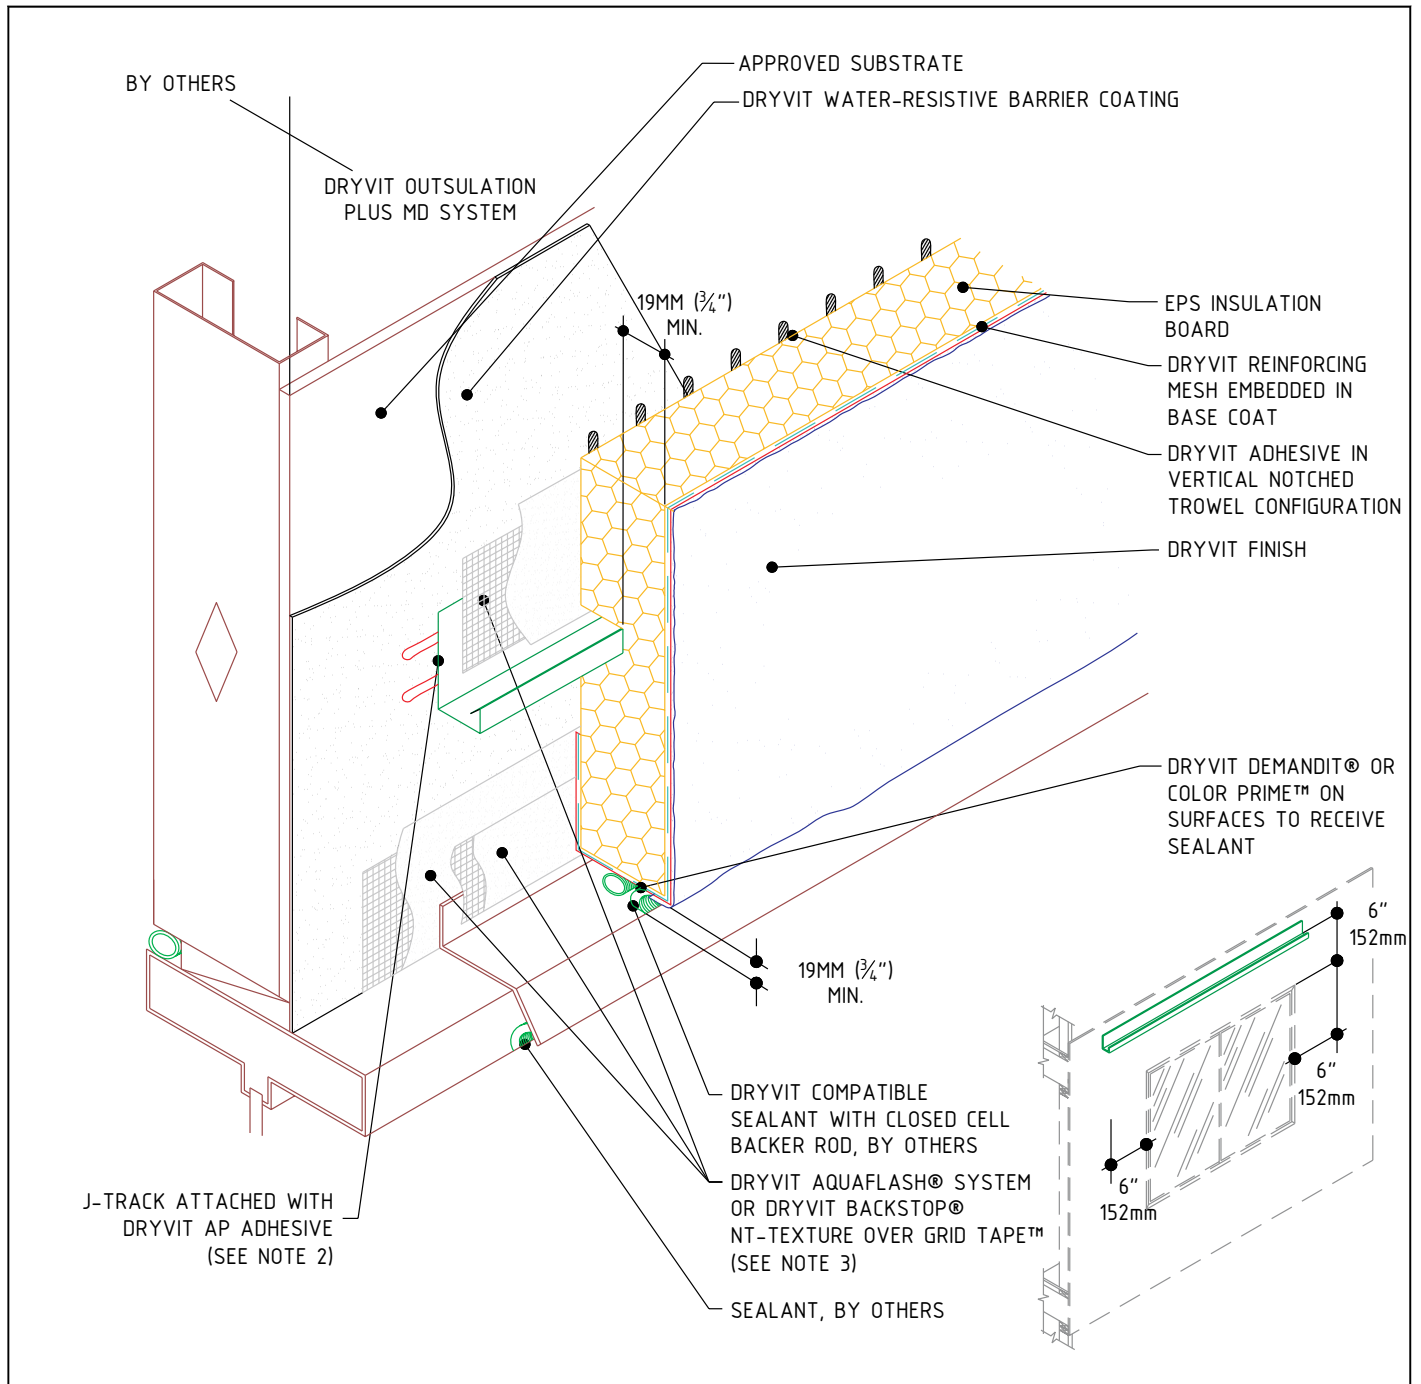 BY OTHERS
APPROVED SUBSTRATE
DRYVIT WATER-RESISTIVE BARRIER COATING
DRYVIT OUTSULATION
PLUS MD SYSTEM
19MM (¾")
MIN.
EPS INSULATION
BOARD
DRYVIT REINFORCING
MESH EMBEDDED IN
BASE COAT
DRYVIT ADHESIVE IN
VERTICAL NOTCHED
TROWEL CONFIGURATION
DRYVIT FINISH
DRYVIT DEMANDIT® OR
COLOR PRIME™ ON
SURFACES TO RECEIVE
SEALANT
19MM (¾")
MIN.
6"
152mm
6"
152mm
6"
152mm
DRYVIT COMPATIBLE
SEALANT WITH CLOSED CELL
BACKER ROD, BY OTHERS
DRYVIT AQUAFLASH® SYSTEM
OR DRYVIT BACKSTOP®
NT-TEXTURE OVER GRID TAPE™
(SEE NOTE 3)
J-TRACK ATTACHED WITH
DRYVIT AP ADHESIVE
(SEE NOTE 2)
SEALANT, BY OTHERS